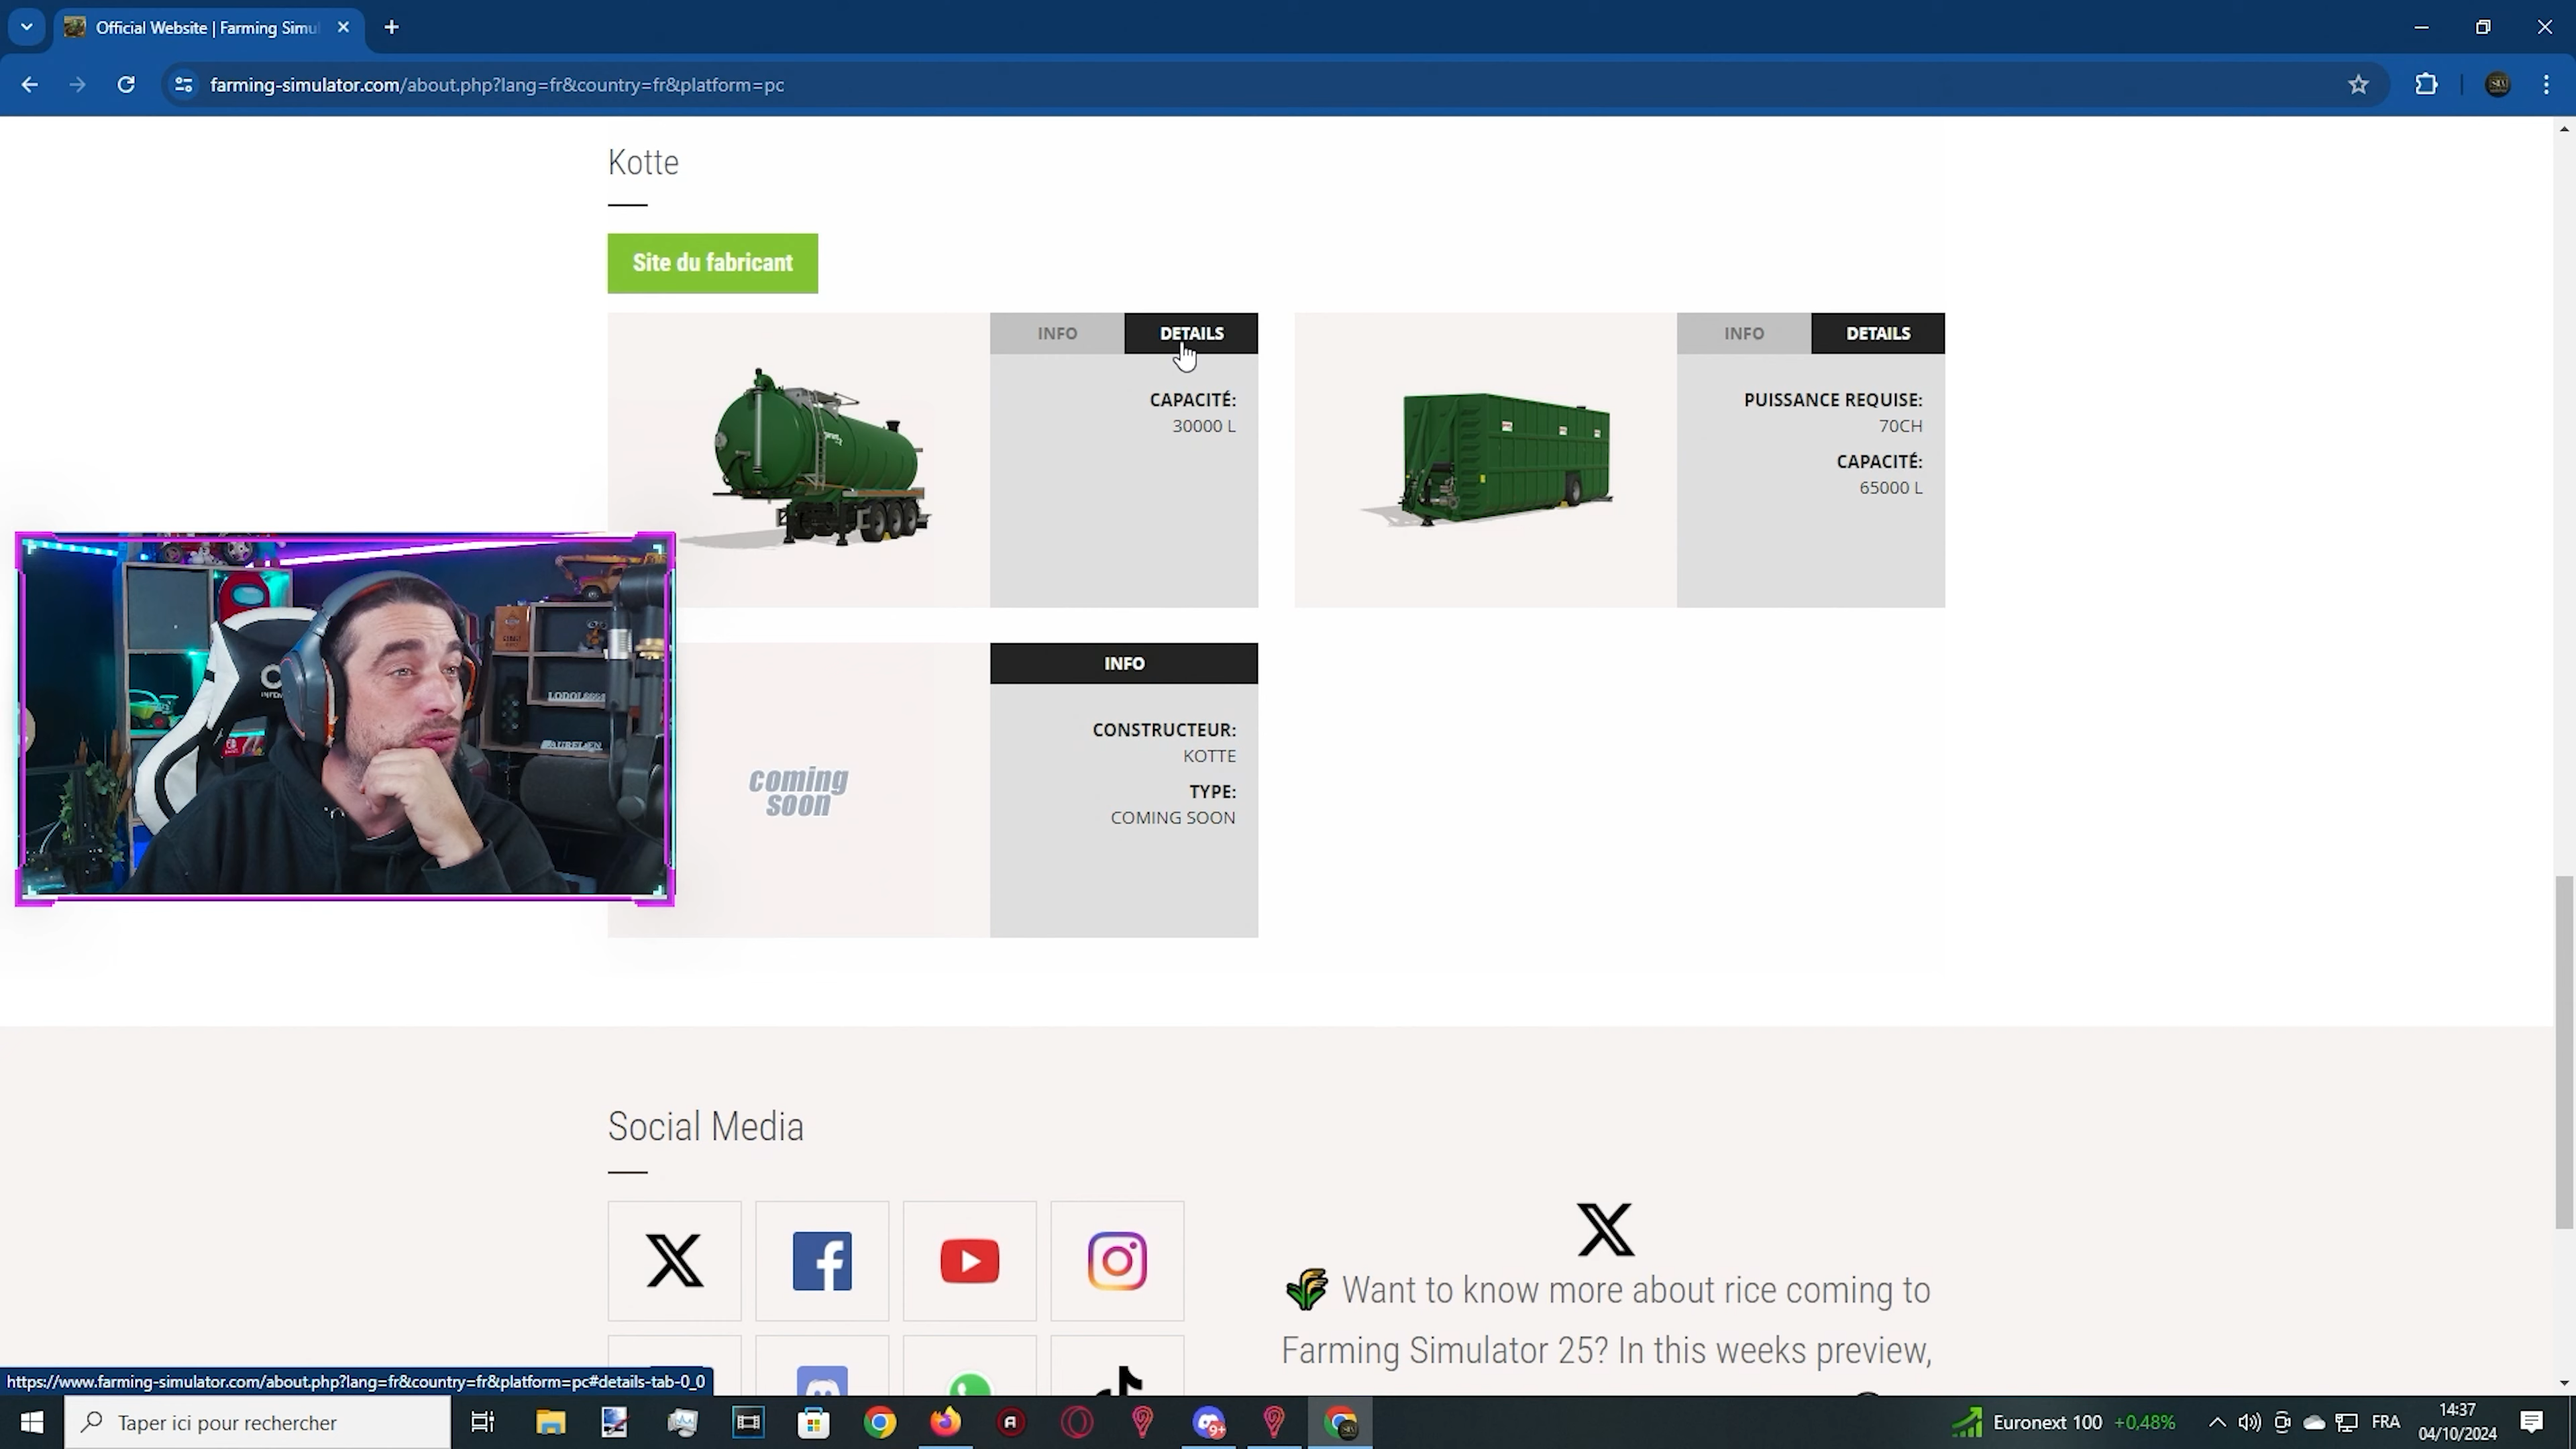 Official Website | Farming Simu
farming-simulator.com/about.php?lang=fr&country=fr&platform=pc
Kotte
Site du fabricant
INFO
DETAILS
CAPACITÉ:
30000 L
INFO
DETAILS
PUISSANCE REQUISE:
70CH
CAPACITÉ:
65000 L
LODOL6664
AURELIEN
coming
soon
INFO
CONSTRUCTEUR:
KOTTE
TYPE:
COMING SOON
Social Media
Want to know more about rice coming to
Farming Simulator 25? In this weeks preview,
https://www.farming-simulator.com/about.php?lang=fr&country=fr&platform=pc#details-tab-0_0
Taper ici pour rechercher
9+
Euronext 100 +0,48%
FRA
14:37
04/10/2024